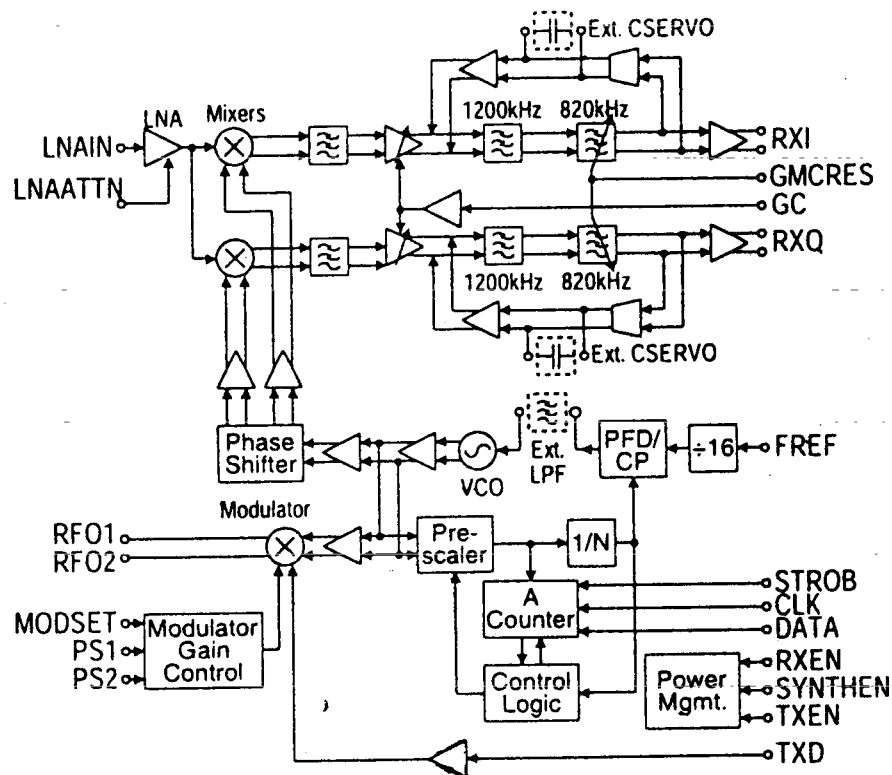 Ext. CSERVO
Mixers
LNA
1200kHz
820kHz
LNAIN
RXI
LNAATTN
GMCRES
GC
RXQ
1200kHz
820kHz
Ext. CSERVO
Phase
Shifter
VCO
Ext.
LPF
PFD/
CP
÷16
FREF
Modulator
RFO1
RFO2
Pre-
scaler
1/N
STROB
A
Counter
CLK
DATA
MODSET
PS1
PS2
Modulator
Gain
Control
Control
Logic
Power
Mgmt.
RXEN
SYNTHEN
TXEN
TXD